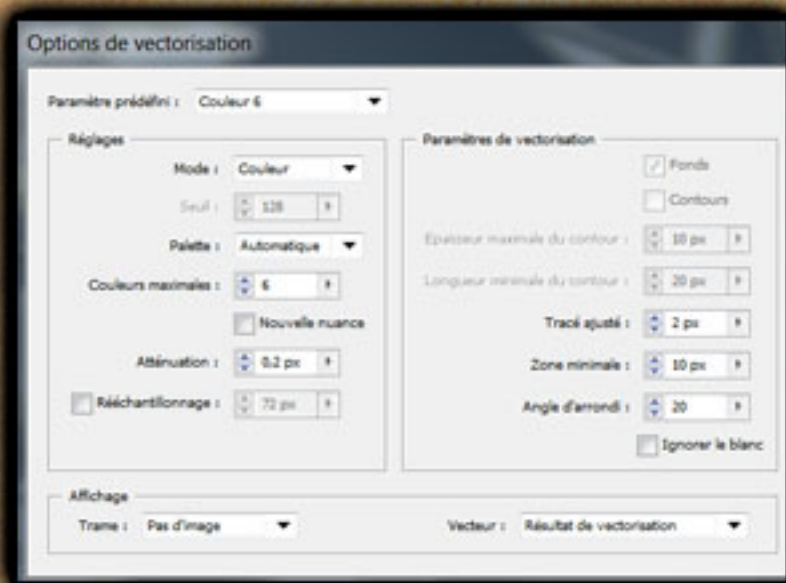 Options de vectorisation
Paramètre prédéfini : Couleur 6
Réglages
Mode : Couleur
Seuil : 128
Palette : Automatique
Couleurs maximales : 6
Nouvelle nuance
Atténuation : 0,2 px
Rééchantillonnage : 72 px
Paramètres de vectorisation
Fonds
Contours
Epaisseur maximale du contour : 10 px
Longueur minimale du contour : 20 px
Tracé ajusté : 2 px
Zone minimale : 10 px
Angle d'arrondi : 20
Ignorer le blanc
Affichage
Trame : Pas d'image Vecteur : Résultat de vectorisation